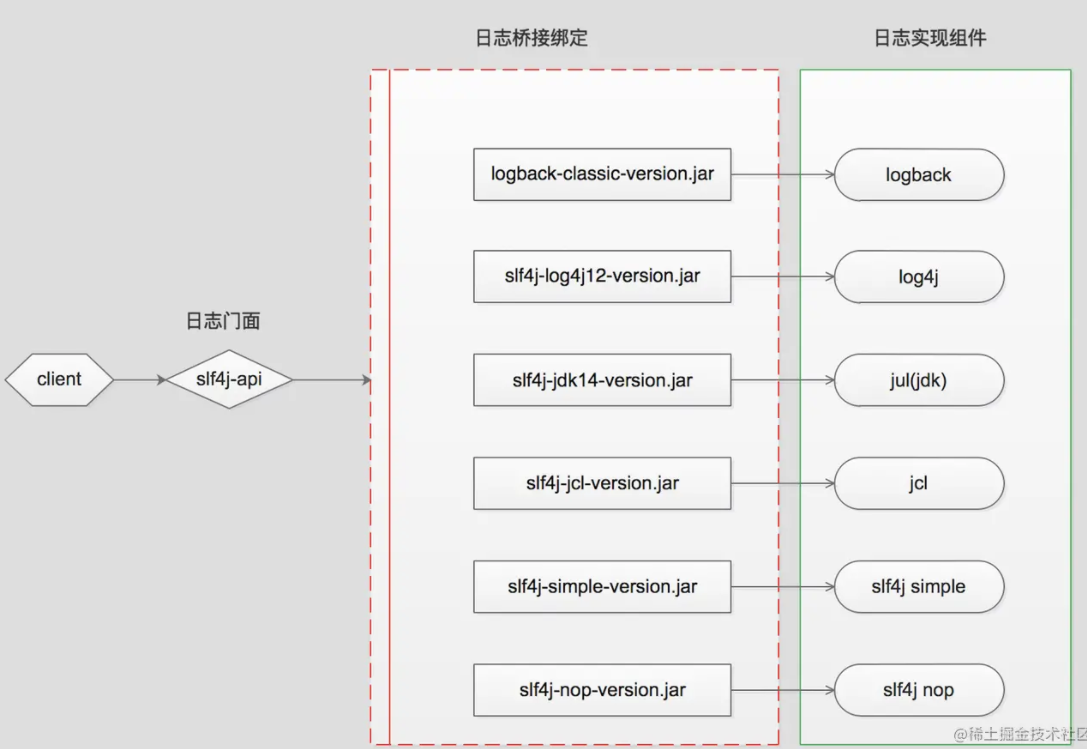 日志桥接绑定
日志实现组件
logback-classic-version.jar
logback
slf4j-log4j12-version.jar
log4j
日志门面
client
slf4j-api
slf4j-jdk14-version.jar
jul(jdk)
slf4j-jcl-version.jar
jcl
slf4j-simple-version.jar
slf4j simple
slf4j-nop-version.jar
slf4j nop
@稀土掘金技术社区